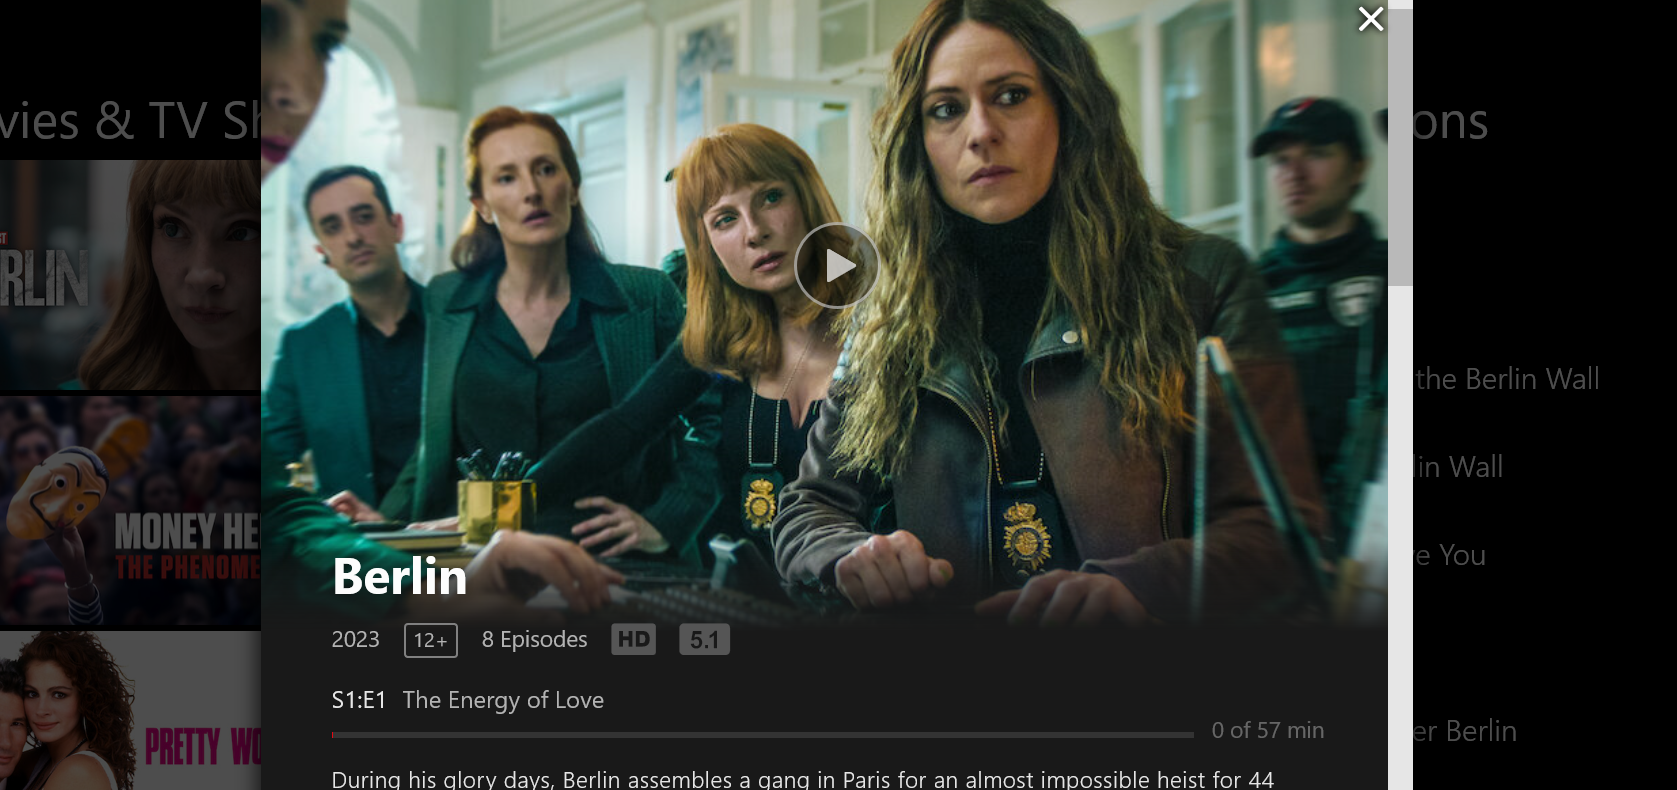 vies & TV Sh
ons
RLIN
the Berlin Wall
lin Wall
MONEY HE
THE PHENOME
e You
Berlin
2023 12+ 8 Episodes HD 5.1
S1:E1 The Energy of Love
0 of 57 min
er Berlin
PRETTY WO
During his glory days, Berlin assembles a gang in Paris for an almost impossible heist for 44